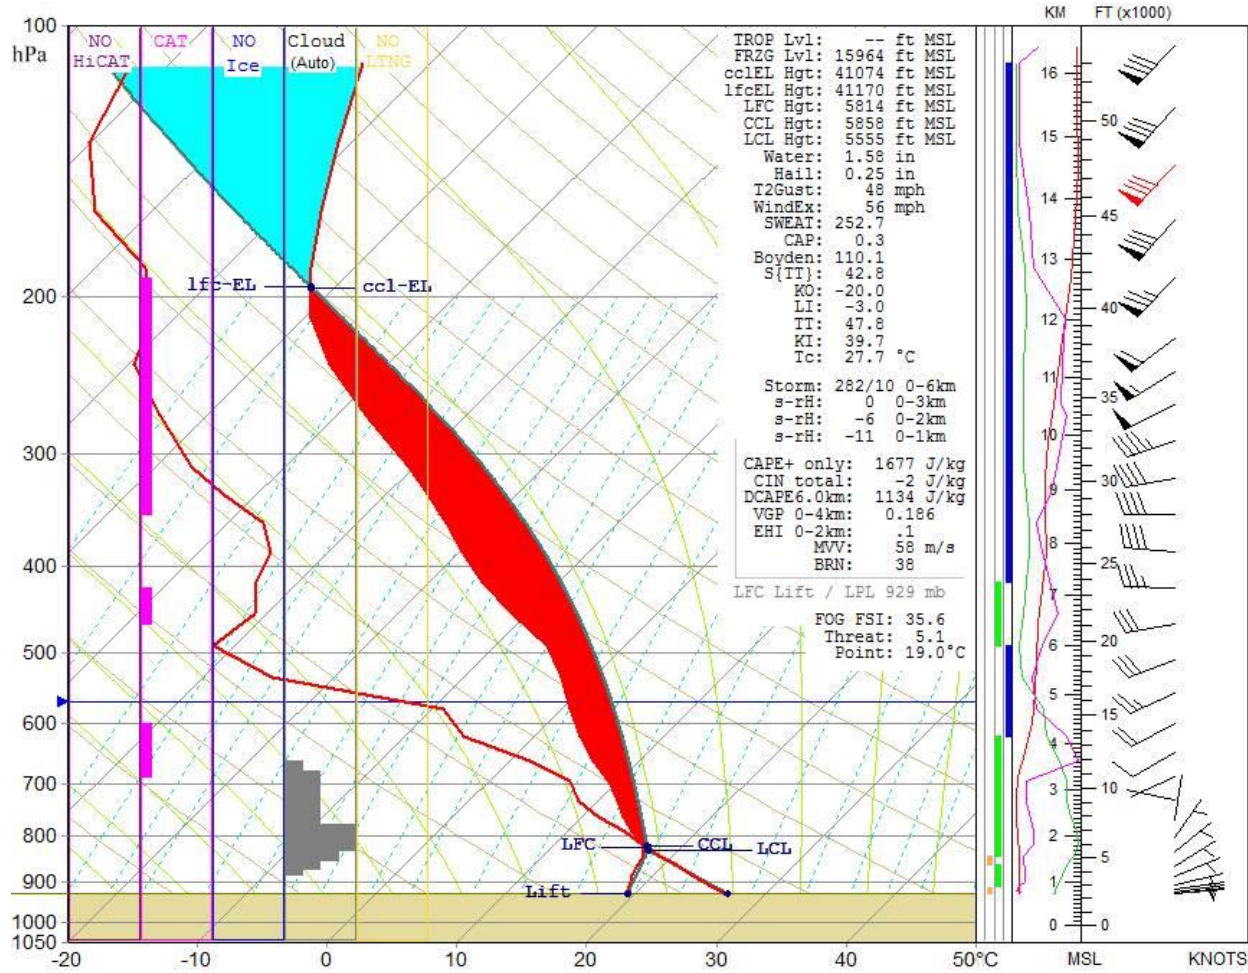 KM FT (x1000)
100
hPa
NO
HiCAT
CAT
NO
Ice
Cloud
(Auto)
NO
LTNG
TROP Lvl: -- ft MSL
FRZG Lvl: 15964 ft MSL
cclEL Hgt: 41074 ft MSL
lfcEL Hgt: 41170 ft MSL
LFC Hgt: 5814 ft MSL
CCL Hgt: 5858 ft MSL
LCL Hgt: 5555 ft MSL
Water: 1.58 in
Hail: 0.25 in
T2Gust: 48 mph
WindEx: 56 mph
SWEAT: 252.7
CAP: 0.3
Boyden: 110.1
S{TT}: 42.8
KO: -20.0
LI: -3.0
TT: 47.8
KI: 39.7
Tc: 27.7 °C
Storm: 282/10 0-6km
s-rH: 0 0-3km
s-rH: -6 0-2km
s-rH: -11 0-1km
CAPE+ only: 1677 J/kg
CIN total: -2 J/kg
DCAPE6.0km: 1134 J/kg
VGP 0-4km: 0.186
EHI 0-2km: .1
MVV: 58 m/s
BRN: 38
LFC Lift / LPL 929 mb
FOG FSI: 35.6
Threat: 5.1
Point: 19.0°C
lfc-EL ccl-EL
200
300
400
500
600
700
800
900
1000
1050
LFC CCL LCL
Lift
-20 -10 0 10 20 30 40 50°C
16
15
14
13
12
11
10
9
8
7
6
5
4
3
2
1
0
50
45
40
35
30
25
20
15
10
5
0
MSL KNOTS